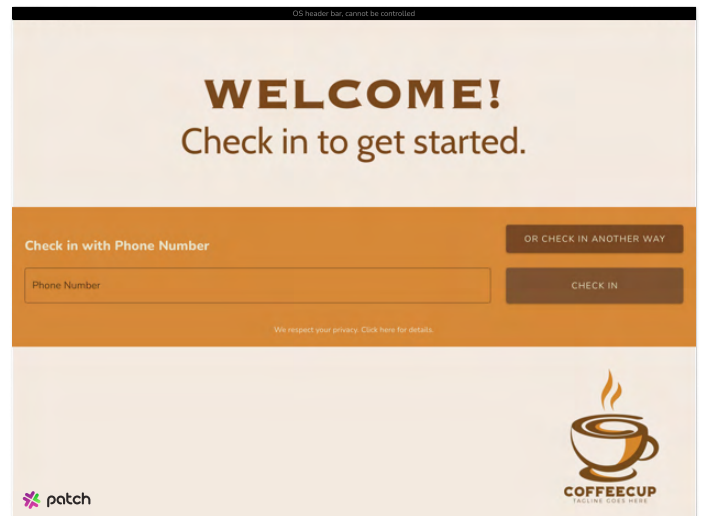 OS header bar, cannot be controlled
WELCOME!
Check in to get started.
OR CHECK IN ANOTHER WAY
Check in with Phone Number
Phone Number
CHECK IN
We respect your privacy. Click here for details.
COFFEECUP
TAGLINE GOES HERE
patch